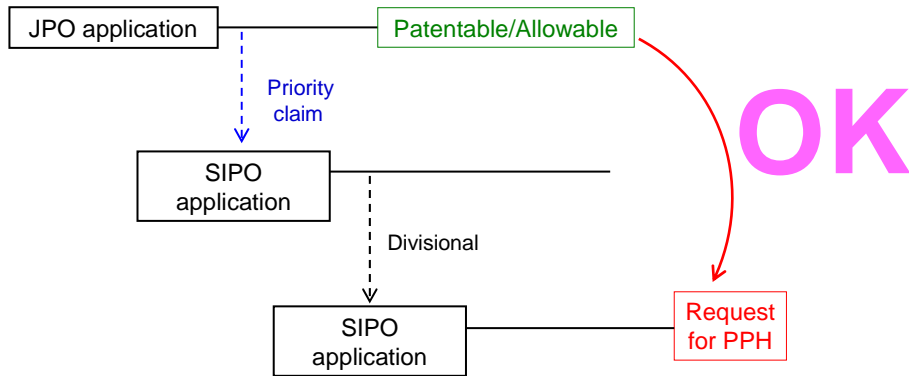 JPO application
Patentable/Allowable
Priority
claim
OK
SIPO
application
Divisional
SIPO
application
Request
for PPH